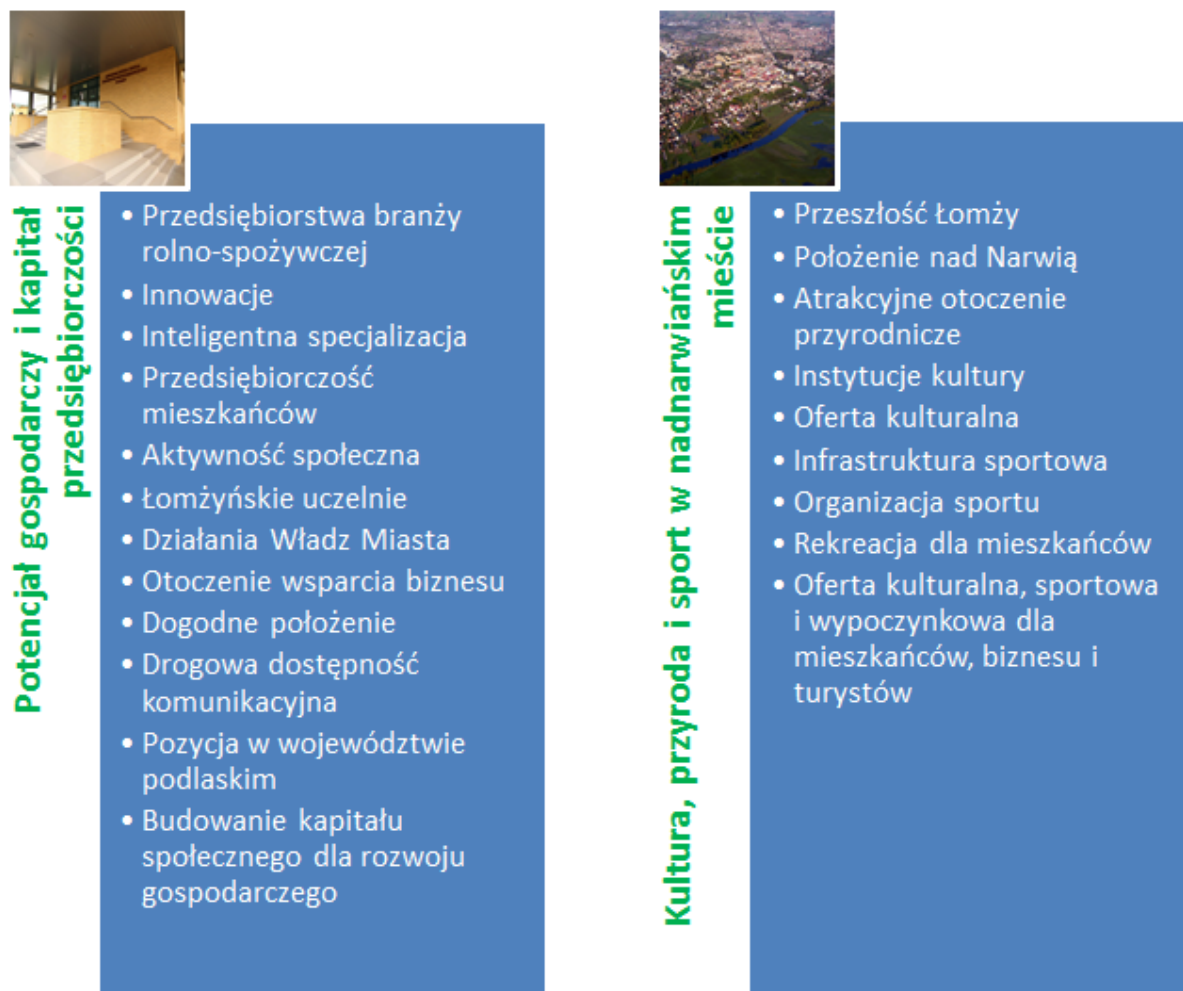 Potencjał gospodarczy i kapitał
przedsiębiorczości
• Przedsiębiorstwa branży
rolno-spożywczej
• Innowacje
• Inteligentna specjalizacja
• Przedsiębiorczość
mieszkańców
• Aktywność społeczna
• Łomżyńskie uczelnie
• Działania Władz Miasta
• Otoczenie wsparcia biznesu
• Dogodne położenie
• Drogowa dostępność
komunikacyjna
• Pozycja w województwie
podlaskim
• Budowanie kapitału
społecznego dla rozwoju
gospodarczego
Kultura, przyroda i sport w nadnarwiańskim
mieście
• Przeszłość Łomży
• Położenie nad Narwią
• Atrakcyjne otoczenie
przyrodnicze
• Instytucje kultury
• Oferta kulturalna
• Infrastruktura sportowa
• Organizacja sportu
• Rekreacja dla mieszkańców
• Oferta kulturalna, sportowa
i wypoczynkowa dla
mieszkańców, biznesu i
turystów